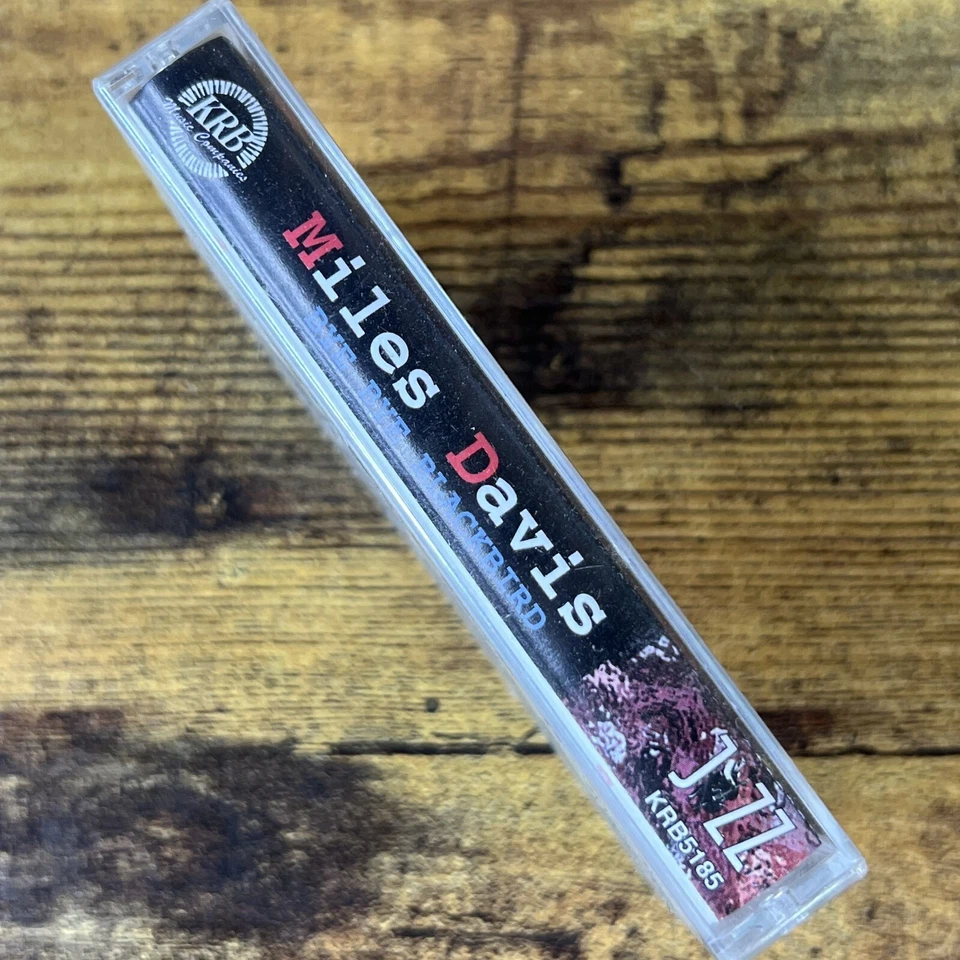 KRB
Music Companies
Miles Davis
BYE BYE BLACKBIRD
Jazz
KRB5185